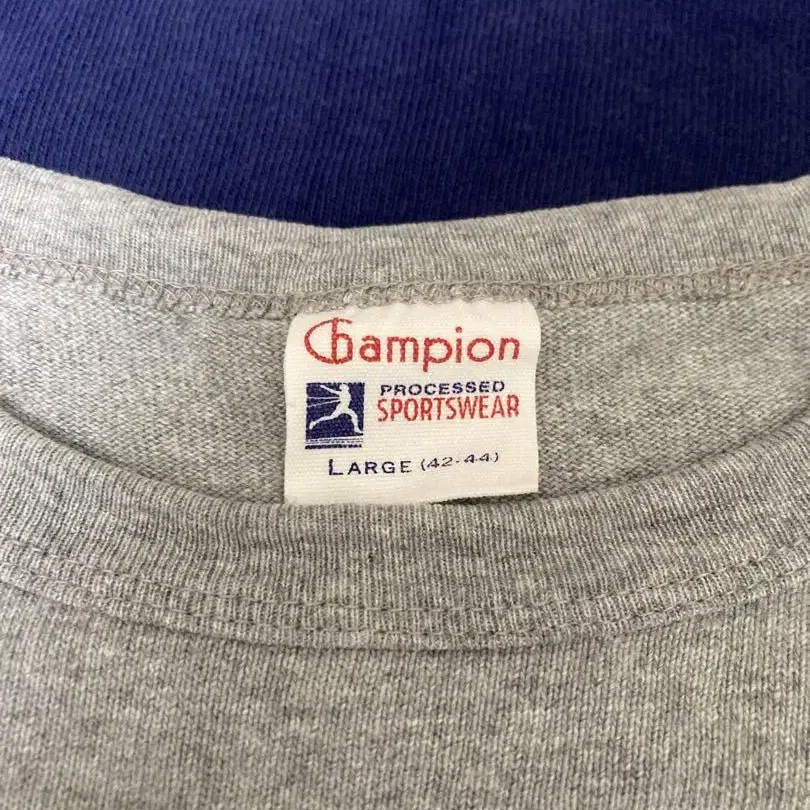 Champion
PROCESSED
SPORTSWEAR
LARGE (42-44)